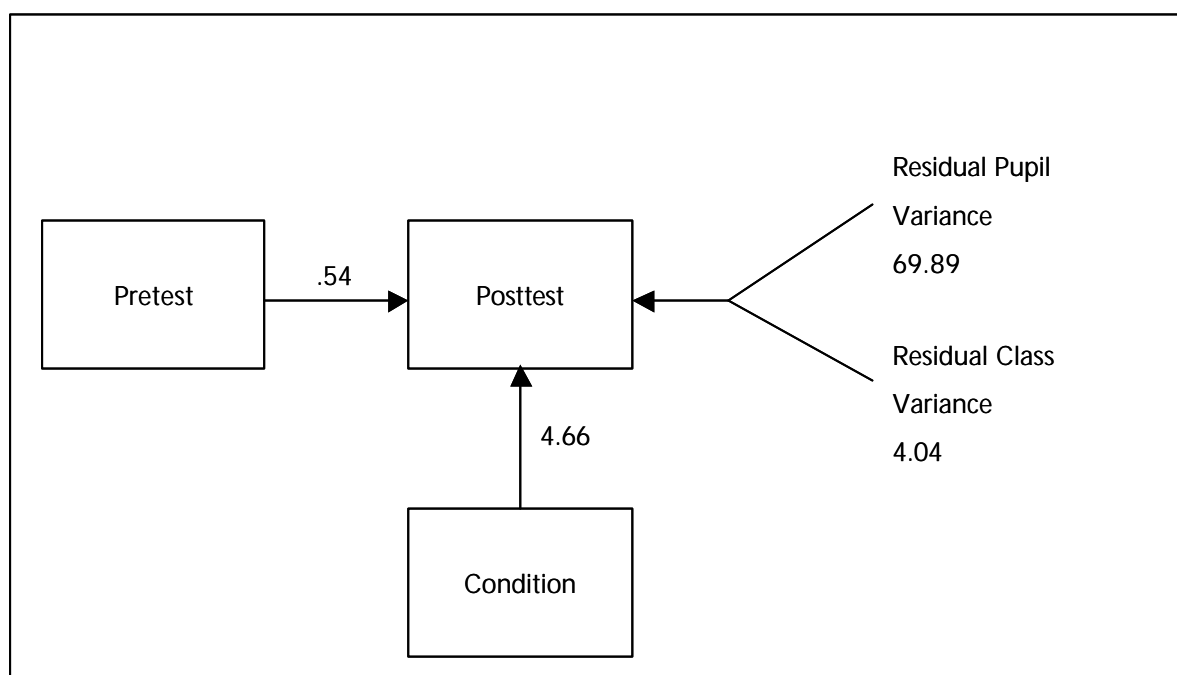 Residual Pupil
Variance
69.89
Pretest
.54
Posttest
Residual Class
Variance
4.04
4.66
Condition